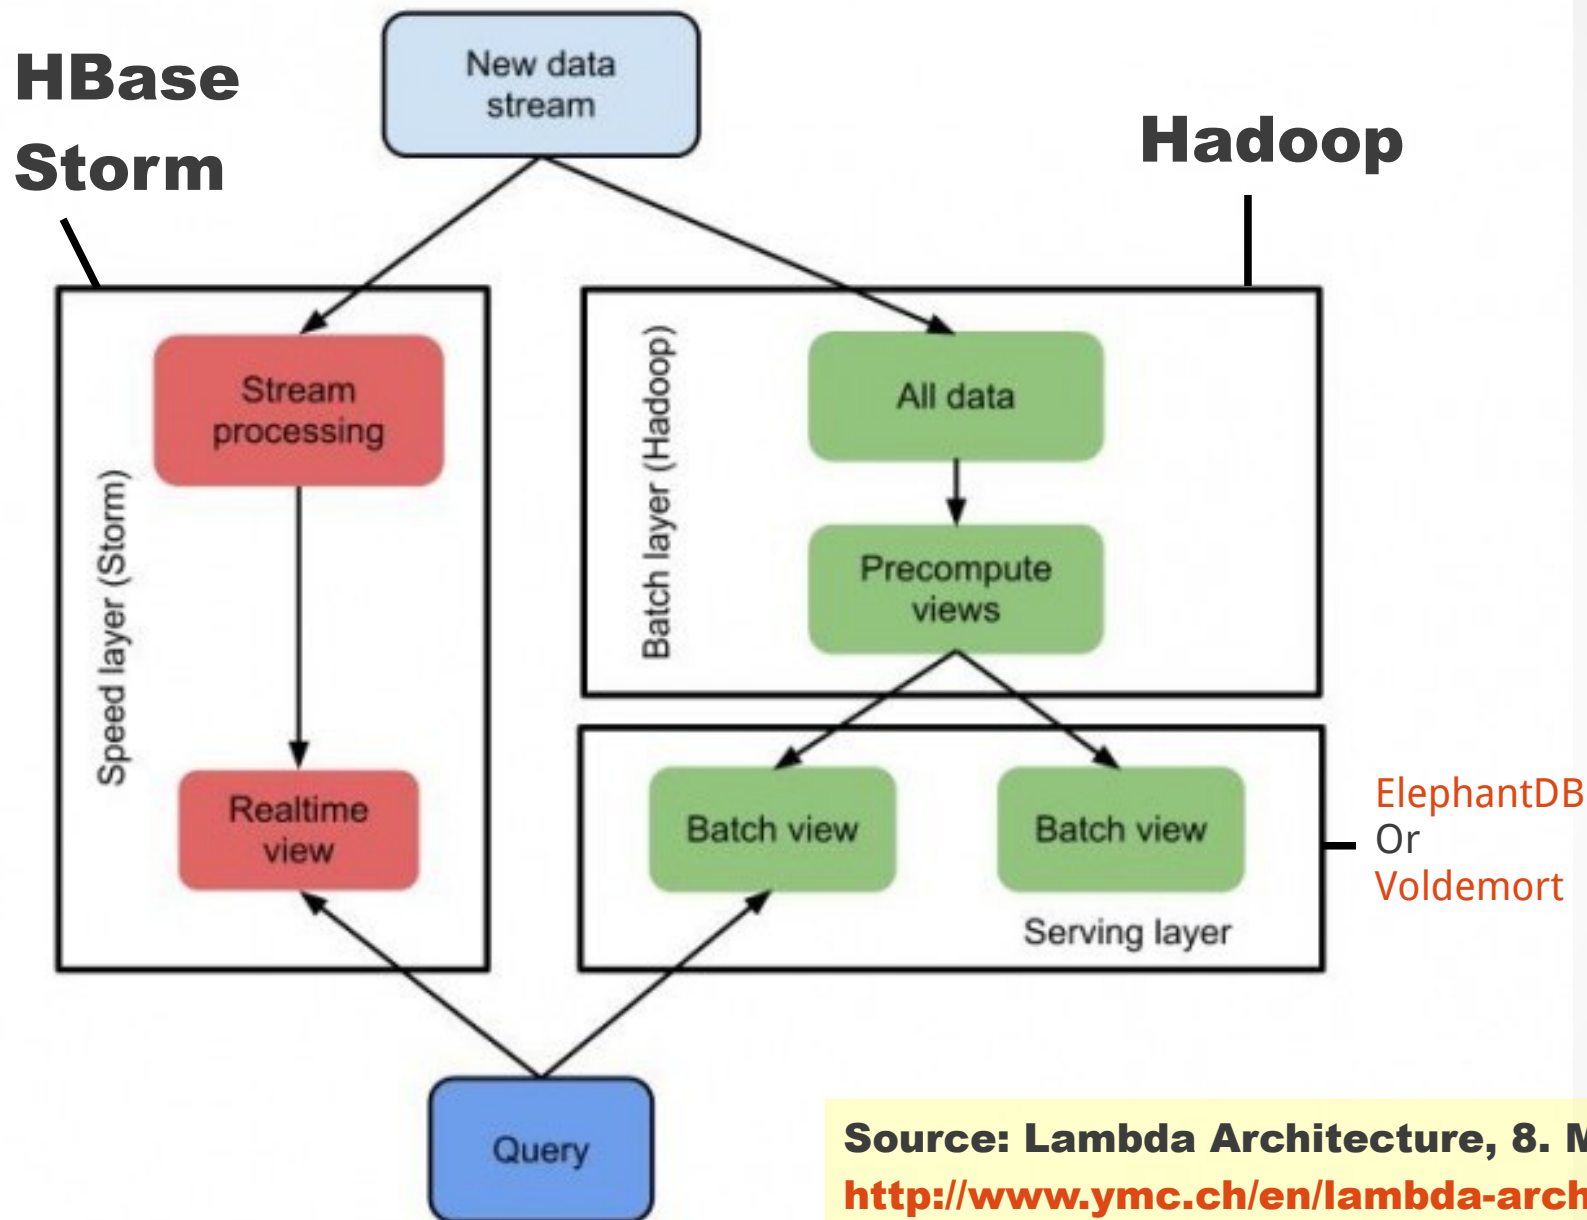 HBase
Storm
New data
stream
Hadoop
Speed layer (Storm)
Stream
processing
Realtime
view
Batch layer (Hadoop)
All data
Precompute
views
Batch view
Batch view
Serving layer
ElephantDB
Or
Voldemort
Query
Source: Lambda Architecture, 8. M
http://www.ymc.ch/en/lambda-arch